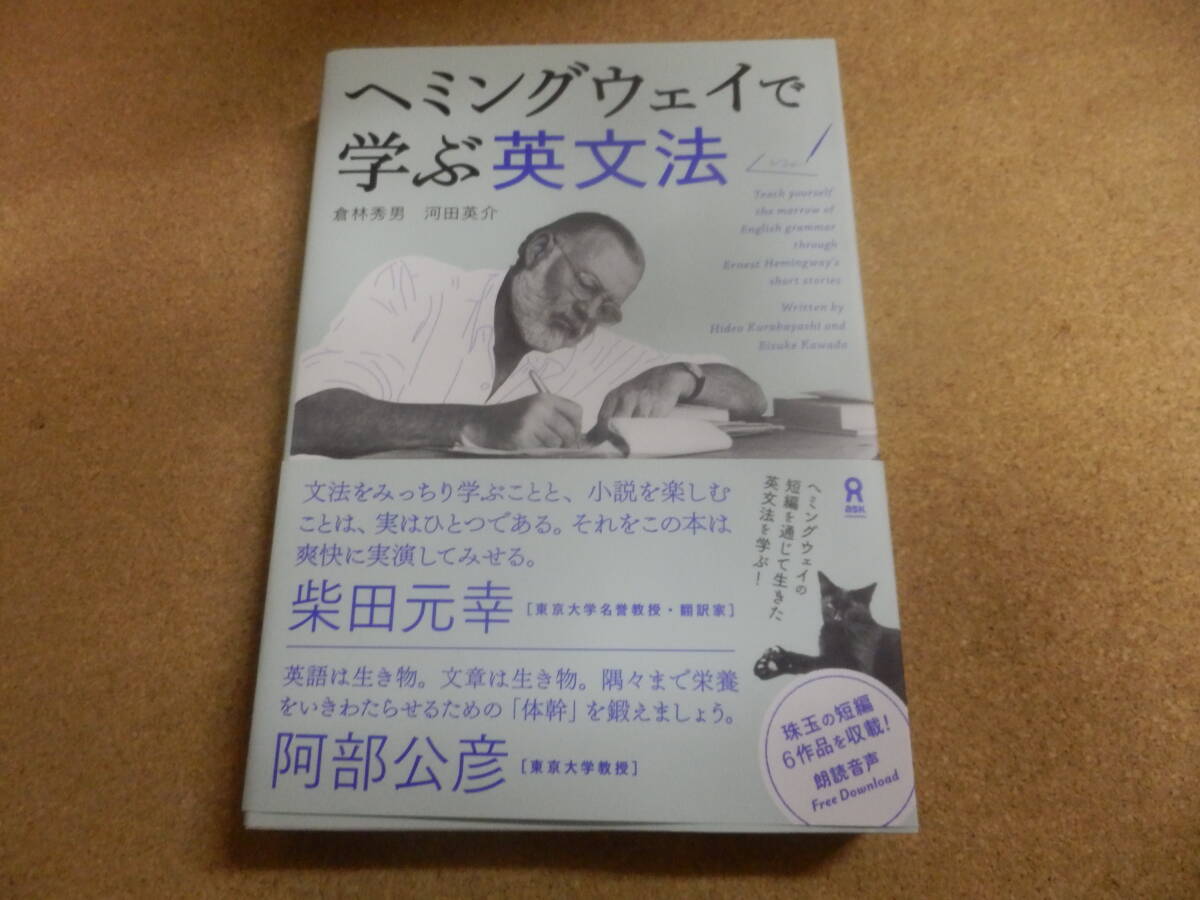 ヘミングウェイで
学ぶ英文法
倉林秀男 河田英介
Teach yourself
the marrow of
English grammar
through
Ernest Hemingway's
short stories
Written by
Hideo Kurabayashi and
Eisuke Kawada
文法をみっちり学ぶことと、小説を楽しむ
ことは、実はひとつである。それをこの本は
爽快に実演してみせる。
柴田元幸[東京大学名誉教授・翻訳家]
英語は生き物。文章は生き物。隅々まで栄養
をいきわたらせるための「体幹」を鍛えましょう。
阿部公彦[東京大学教授]
ask
ヘミングウェイの
短編を通じて生きた
英文法を学ぶ!
珠玉の短編
6作品を収載!
朗読音声
Free Download